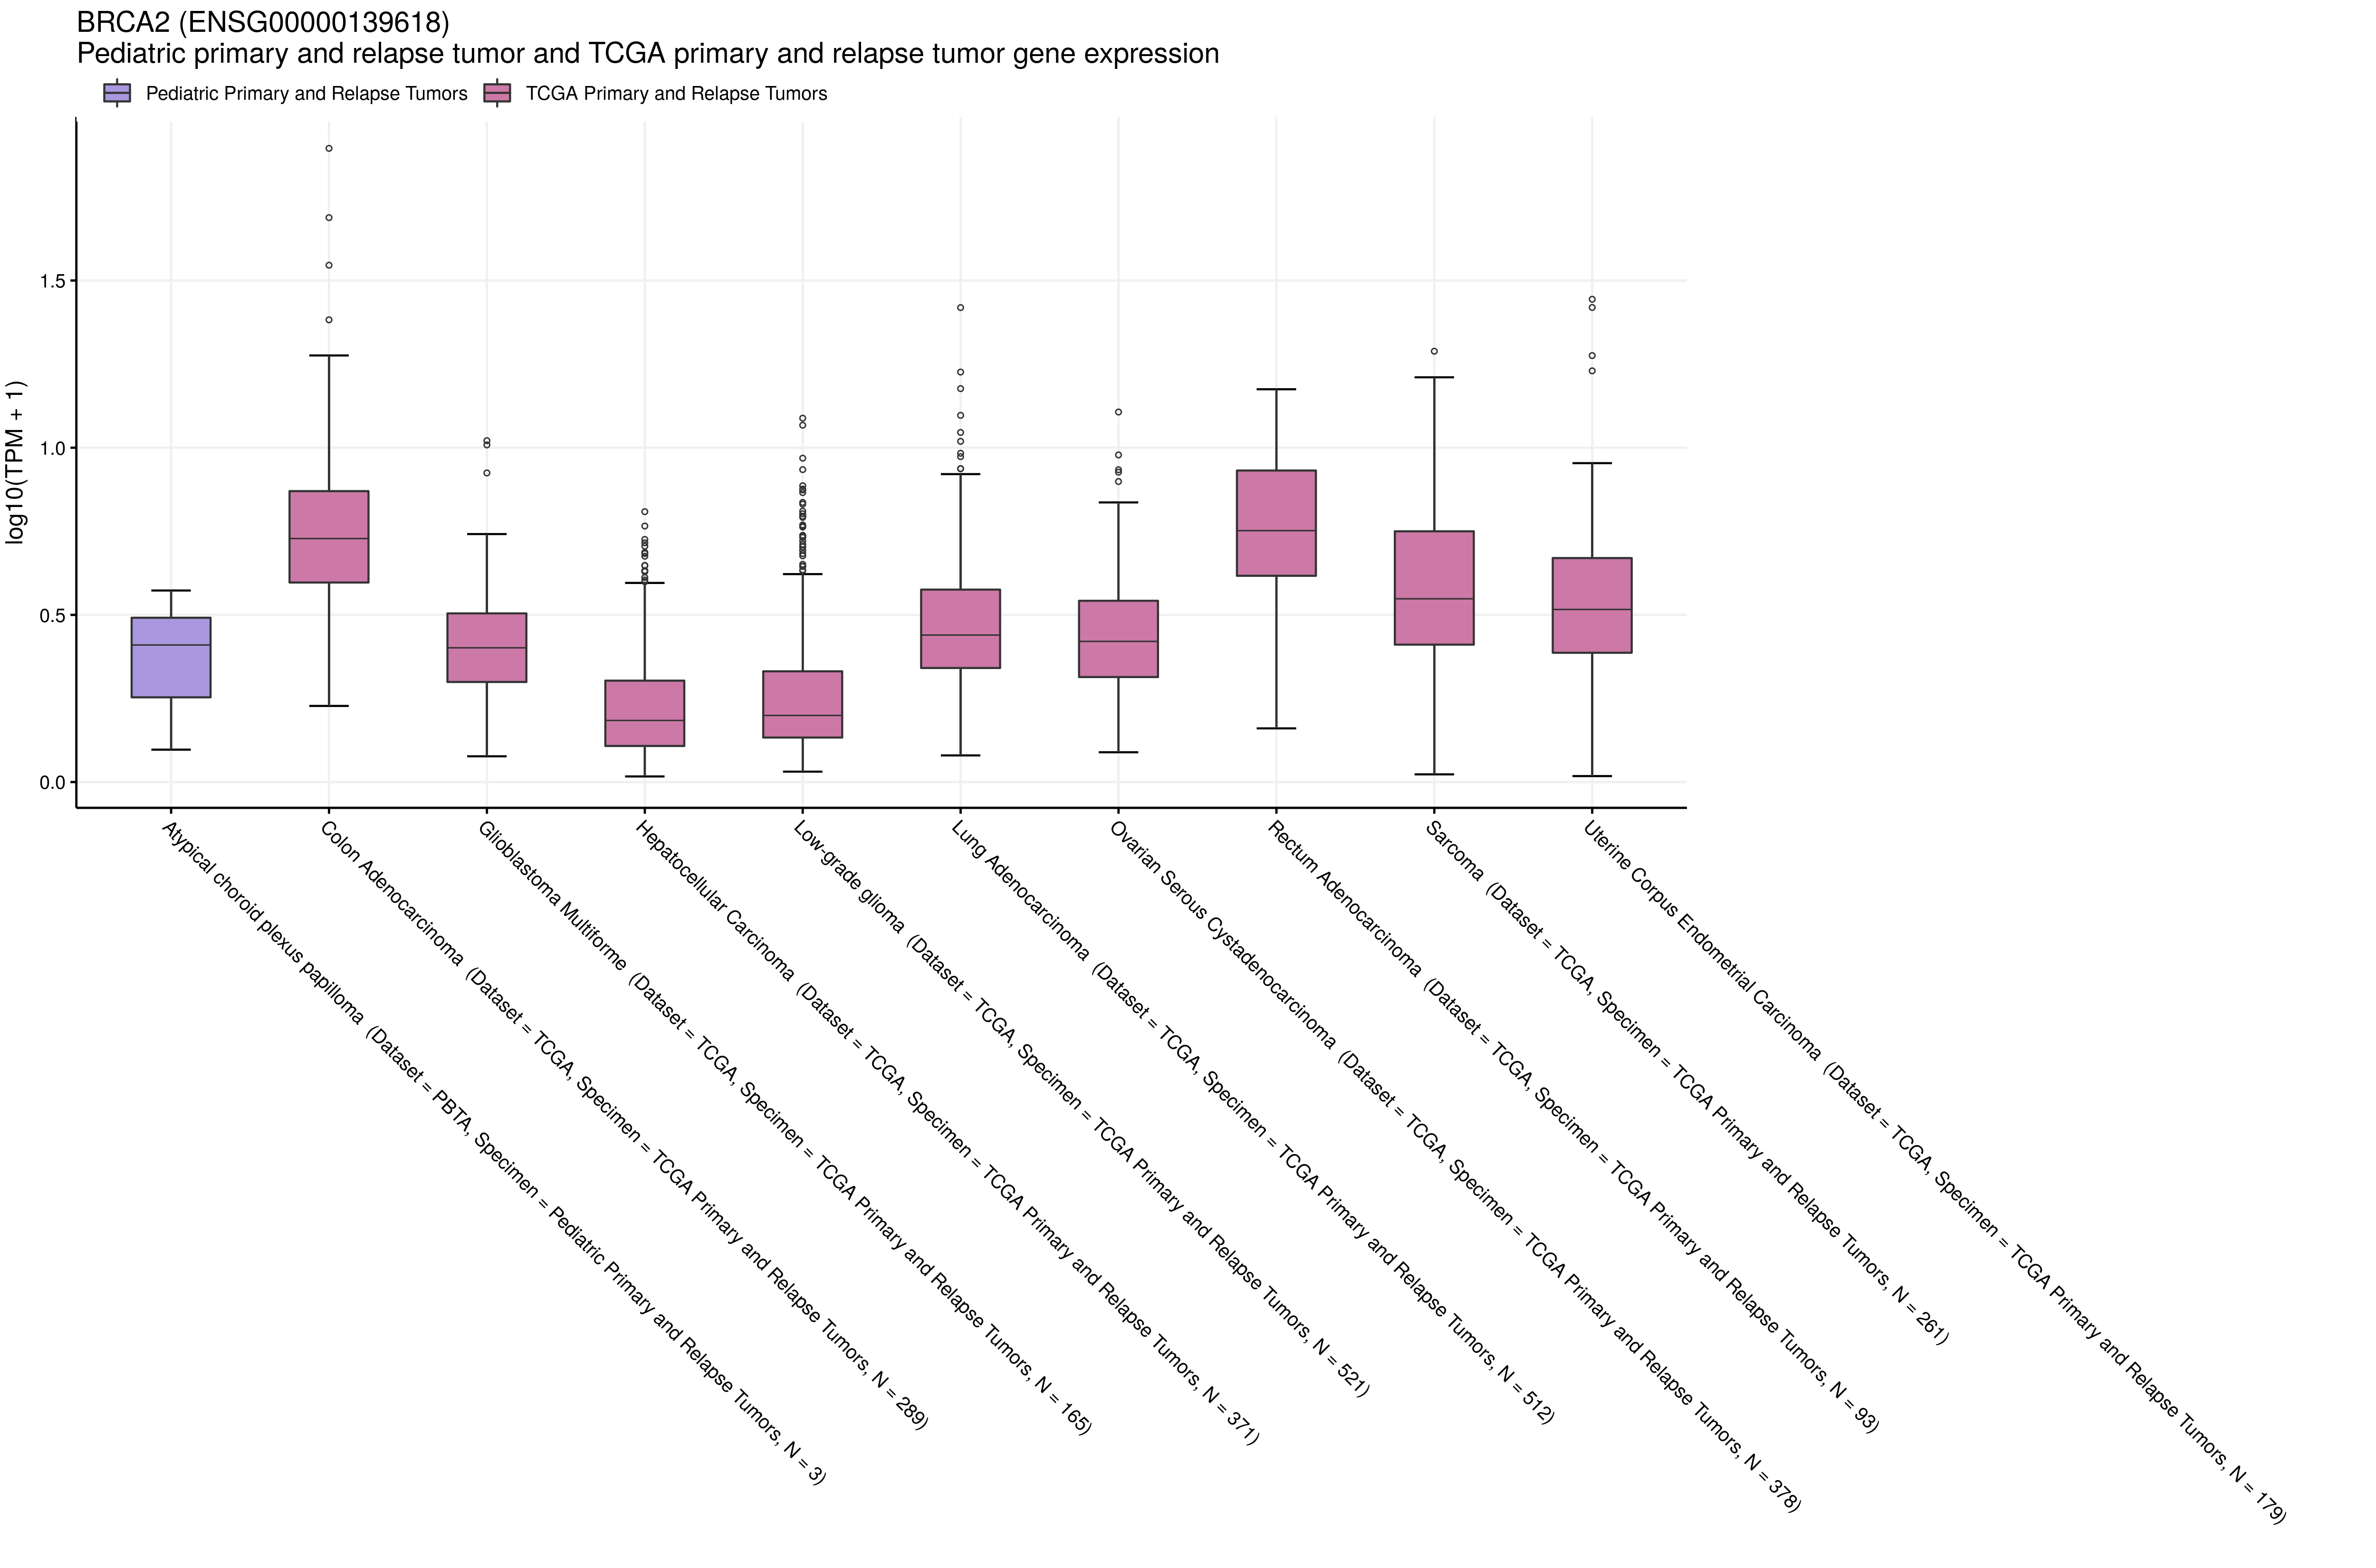 BRCA2 (ENSG00000139618)
Pediatric primary and relapse tumor and TCGA primary and relapse tumor gene expression
Pediatric Primary and Relapse Tumors
TCGA Primary and Relapse Tumors
log10(TPM + 1)
1.5
1.0
0.5
0.0
Atypical choroid plexus papilloma (Dataset = PBTA, Specimen = Pediatric Primary and Relapse Tumors, N = 3)
Colon Adenocarcinoma (Dataset = TCGA, Specimen = TCGA Primary and Relapse Tumors, N = 289)
Glioblastoma Multiforme (Dataset = TCGA, Specimen = TCGA Primary and Relapse Tumors, N = 165)
Hepatocellular Carcinoma (Dataset = TCGA, Specimen = TCGA Primary and Relapse Tumors, N = 371)
Low-grade glioma (Dataset = TCGA, Specimen = TCGA Primary and Relapse Tumors, N = 521)
Lung Adenocarcinoma (Dataset = TCGA, Specimen = TCGA Primary and Relapse Tumors, N = 512)
Ovarian Serous Cystadenocarcinoma (Dataset = TCGA, Specimen = TCGA Primary and Relapse Tumors, N = 378)
Rectum Adenocarcinoma (Dataset = TCGA, Specimen = TCGA Primary and Relapse Tumors, N = 93)
Sarcoma (Dataset = TCGA, Specimen = TCGA Primary and Relapse Tumors, N = 261)
Uterine Corpus Endometrial Carcinoma (Dataset = TCGA, Specimen = TCGA Primary and Relapse Tumors, N = 179)